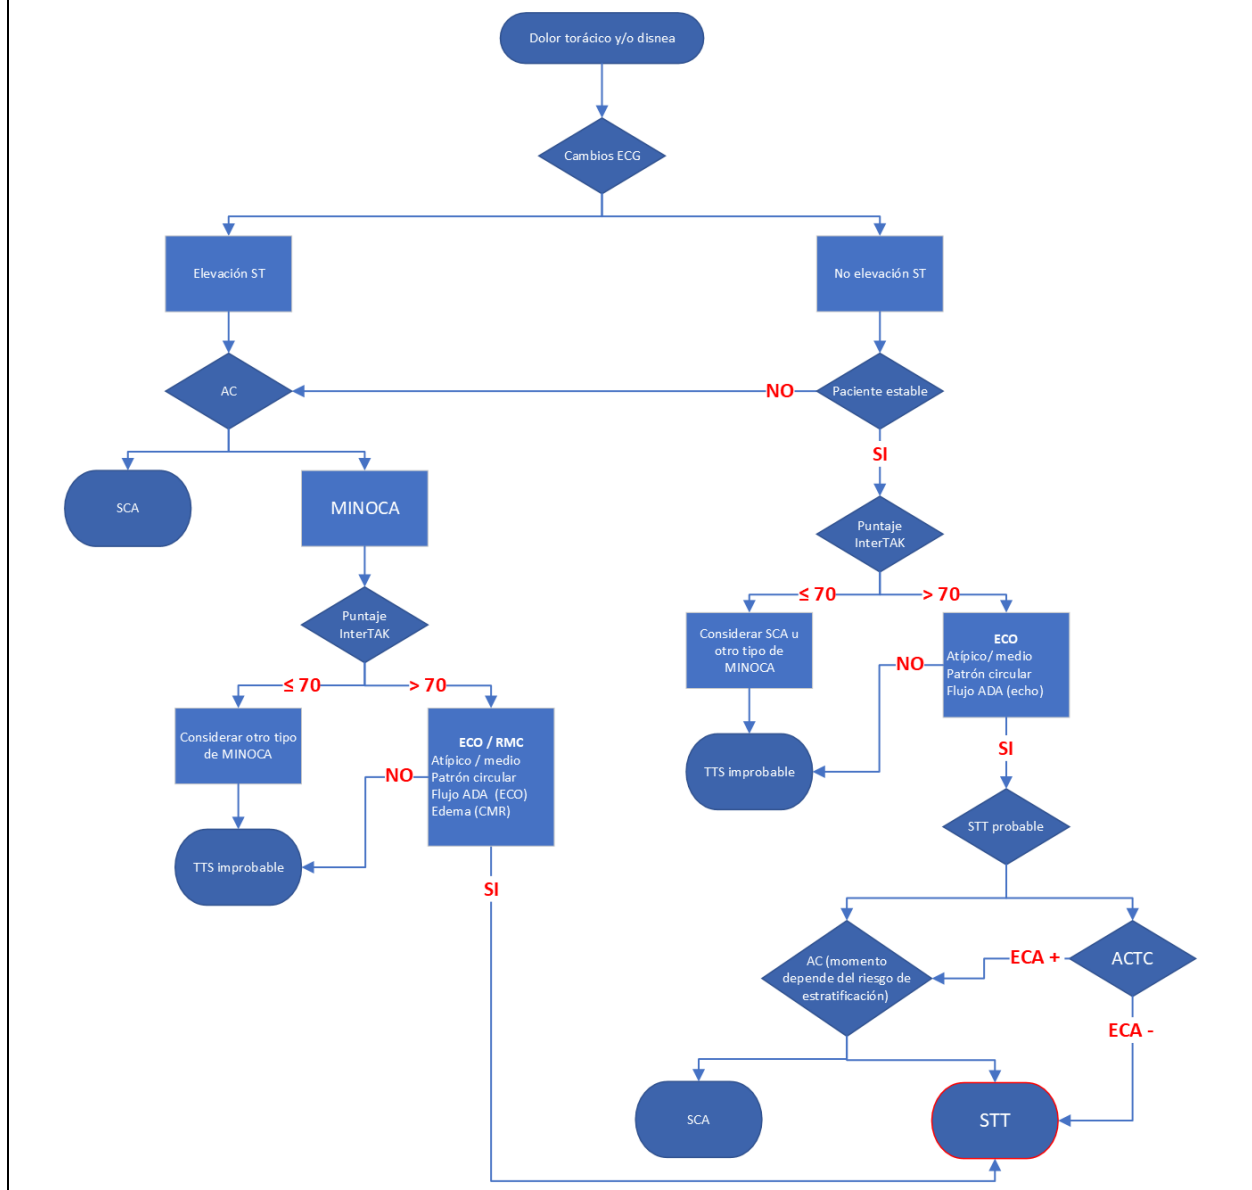 Dolor torácico y/o disnea
Cambios ECG
Elevación ST
No elevación ST
AC
NO
Paciente estable
SI
SCA
MINOCA
Puntaje
InterTAK
Puntaje
InterTAK
≤ 70
> 70
Considerar SCA u
otro tipo de
MINOCA
ECO
Atípico/ medio
Patrón circular
Flujo ADA (echo)
NO
SI
TTS improbable
≤ 70
> 70
Considerar otro tipo
de MINOCA
ECO / RMC
Atípico / medio
Patrón circular
Flujo ADA  (ECO)
Edema (CMR)
NO
TTS improbable
SI
STT probable
AC (momento
depende del riesgo de
estratificación)
ECA +
ACTC
ECA -
SCA
STT